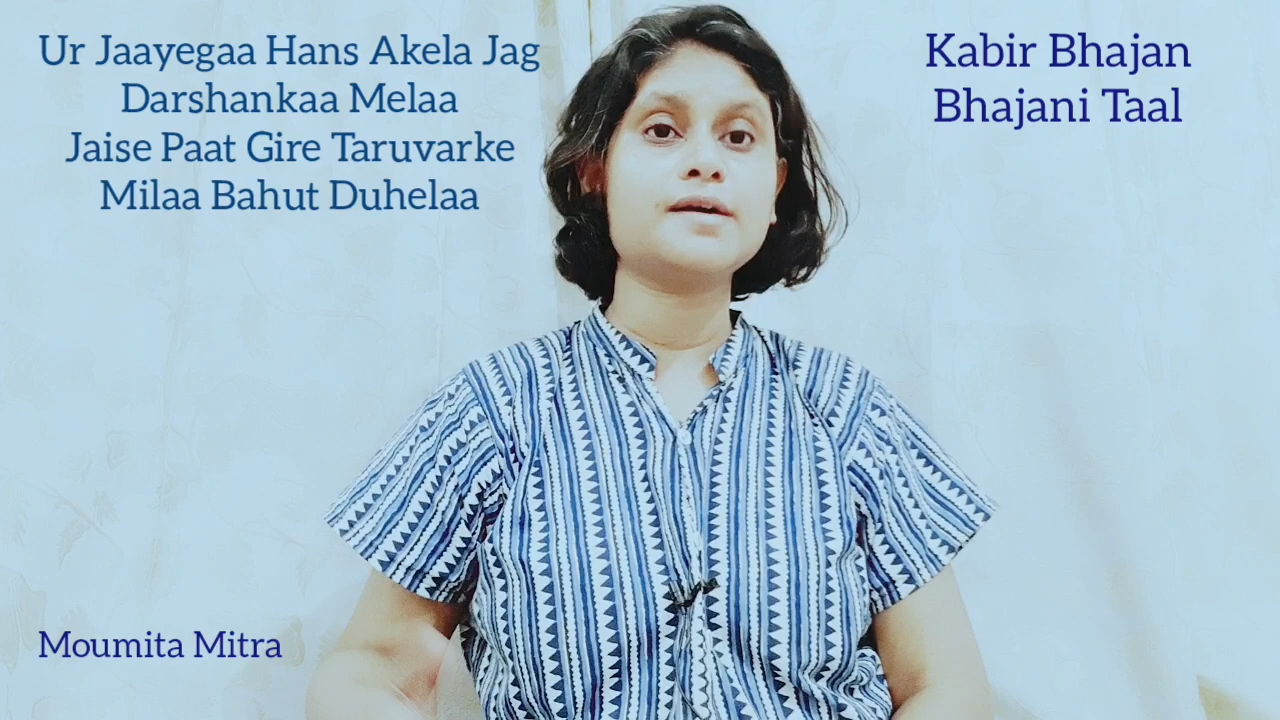 Ur Jaayegaa Hans Akela Jag
Darshankaa Melaa
Jaise Paat Gire Taruvarke
Milaa Bahut Duhelaa
Kabir Bhajan
Bhajani Taal
Moumita Mitra